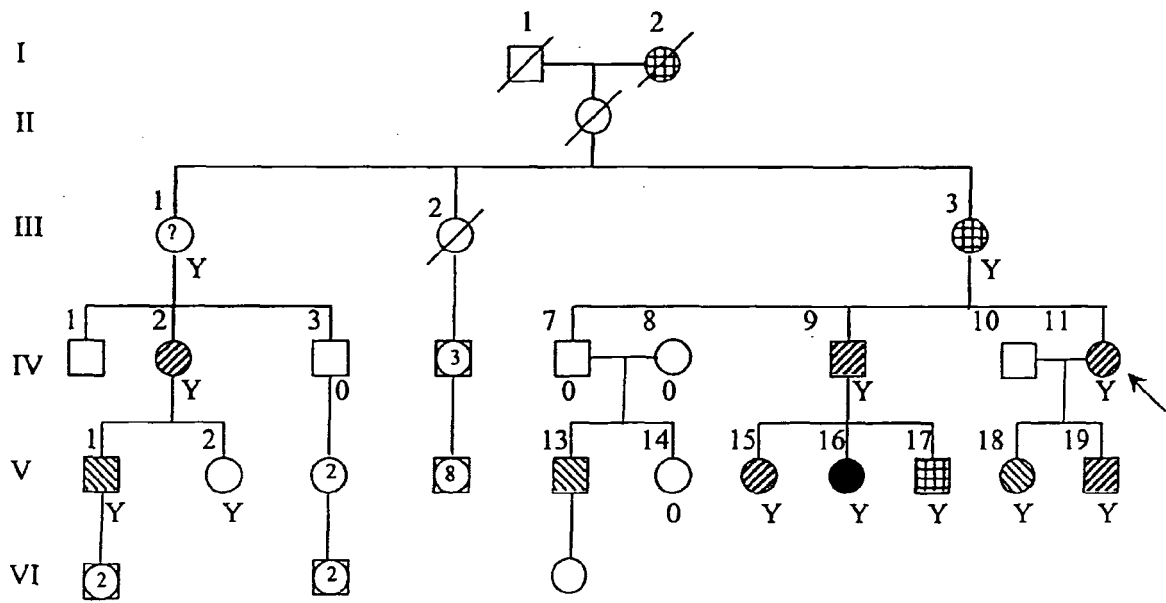 1 2
I
II
1 2 3
III ?
Y Y
1 2 3 7 8 9 10 11
IV 3
Y 0 0 0 Y Y
1 2 13 14 15 16 17 18 19
V 2 8
Y Y 0 Y Y Y Y Y
VI 2 2